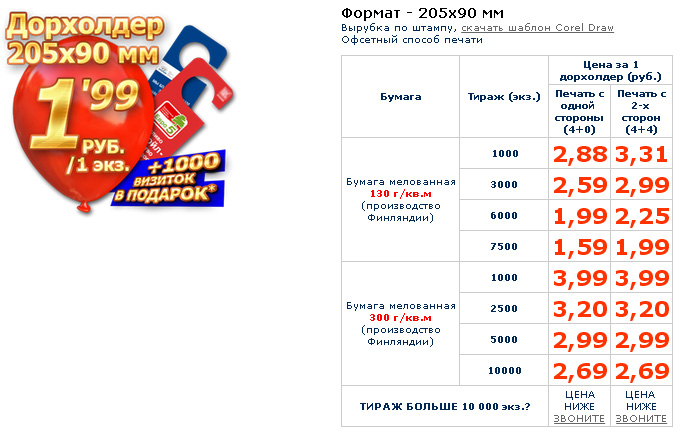 Дорхолдер
205x90 мм
1'99
РУБ.
/1 экз.
+1000
ВИЗИТОК
В ПОДАРОК*
Формат - 205x90 мм
Вырубка по штампу, скачать шаблон Corel Draw
Офсетный способ печати
Бумага
Тираж (экз.)
Цена за 1
дорхолдер (руб.)
Печать с
одной
стороны
(4+0)
Печать с
2-х
сторон
(4+4)
Бумага мелованная
130 г/кв.м
(производство
Финляндии)
1000 2,88 3,31
3000 2,59 2,99
6000 1,99 2,25
7500 1,59 1,99
Бумага мелованная
300 г/кв.м
(производство
Финляндии)
1000 3,99 3,99
2500 3,20 3,20
5000 2,99 2,99
10000 2,69 2,69
ТИРАЖ БОЛЬШЕ 10 000 экз.?
ЦЕНА
НИЖЕ
ЗВОНИТЕ
ЦЕНА
НИЖЕ
ЗВОНИТЕ